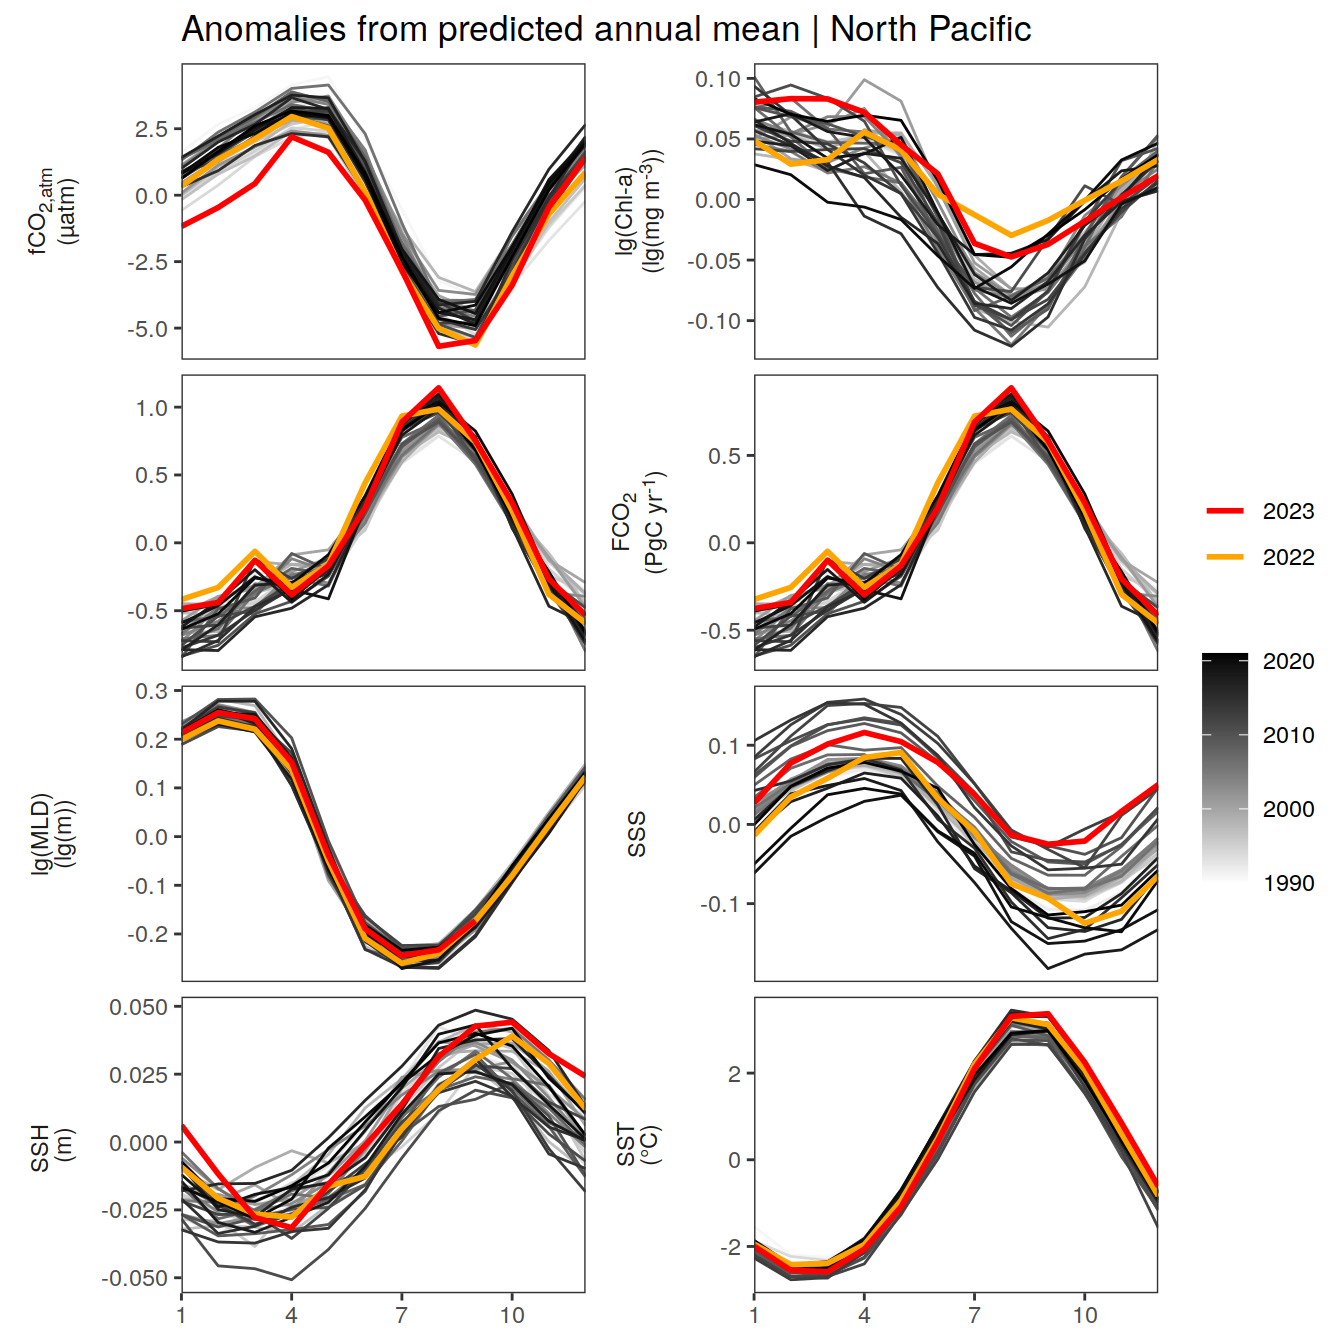 Anomalies from predicted annual mean | North Pacific
fCO2,atm
(µatm)
2.5
0.0
-2.5
-5.0
lg(Chl-a)
(lg(mg m-3))
0.10
0.05
0.00
-0.05
-0.10
1.0
0.5
0.0
-0.5
FCO2
(PgC yr-1)
0.5
0.0
-0.5
lg(MLD)
(lg(m))
0.3
0.2
0.1
0.0
-0.1
-0.2
SSS
0.1
0.0
-0.1
SSH
(m)
0.050
0.025
0.000
-0.025
-0.050
1 4 7 10
SST
(°C)
2
0
-2
1 4 7 10
2023
2022
2020
2010
2000
1990